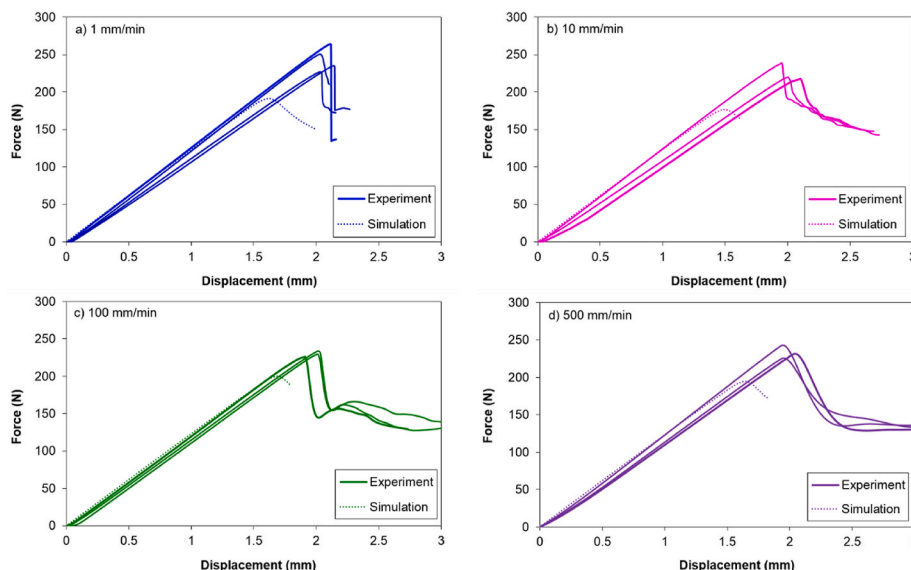 a) 1 mm/min
300
250
200
150
100
50
0
Force (N)
0 0.5 1 1.5 2 2.5 3
Displacement (mm)
Experiment
Simulation
b) 10 mm/min
300
250
200
150
100
50
0
Force (N)
0 0.5 1 1.5 2 2.5 3
Displacement (mm)
Experiment
Simulation
c) 100 mm/min
300
250
200
150
100
50
0
Force (N)
0 0.5 1 1.5 2 2.5 3
Displacement (mm)
Experiment
Simulation
d) 500 mm/min
300
250
200
150
100
50
0
Force (N)
0 0.5 1 1.5 2 2.5
Displacement (mm)
Experiment
Simulation